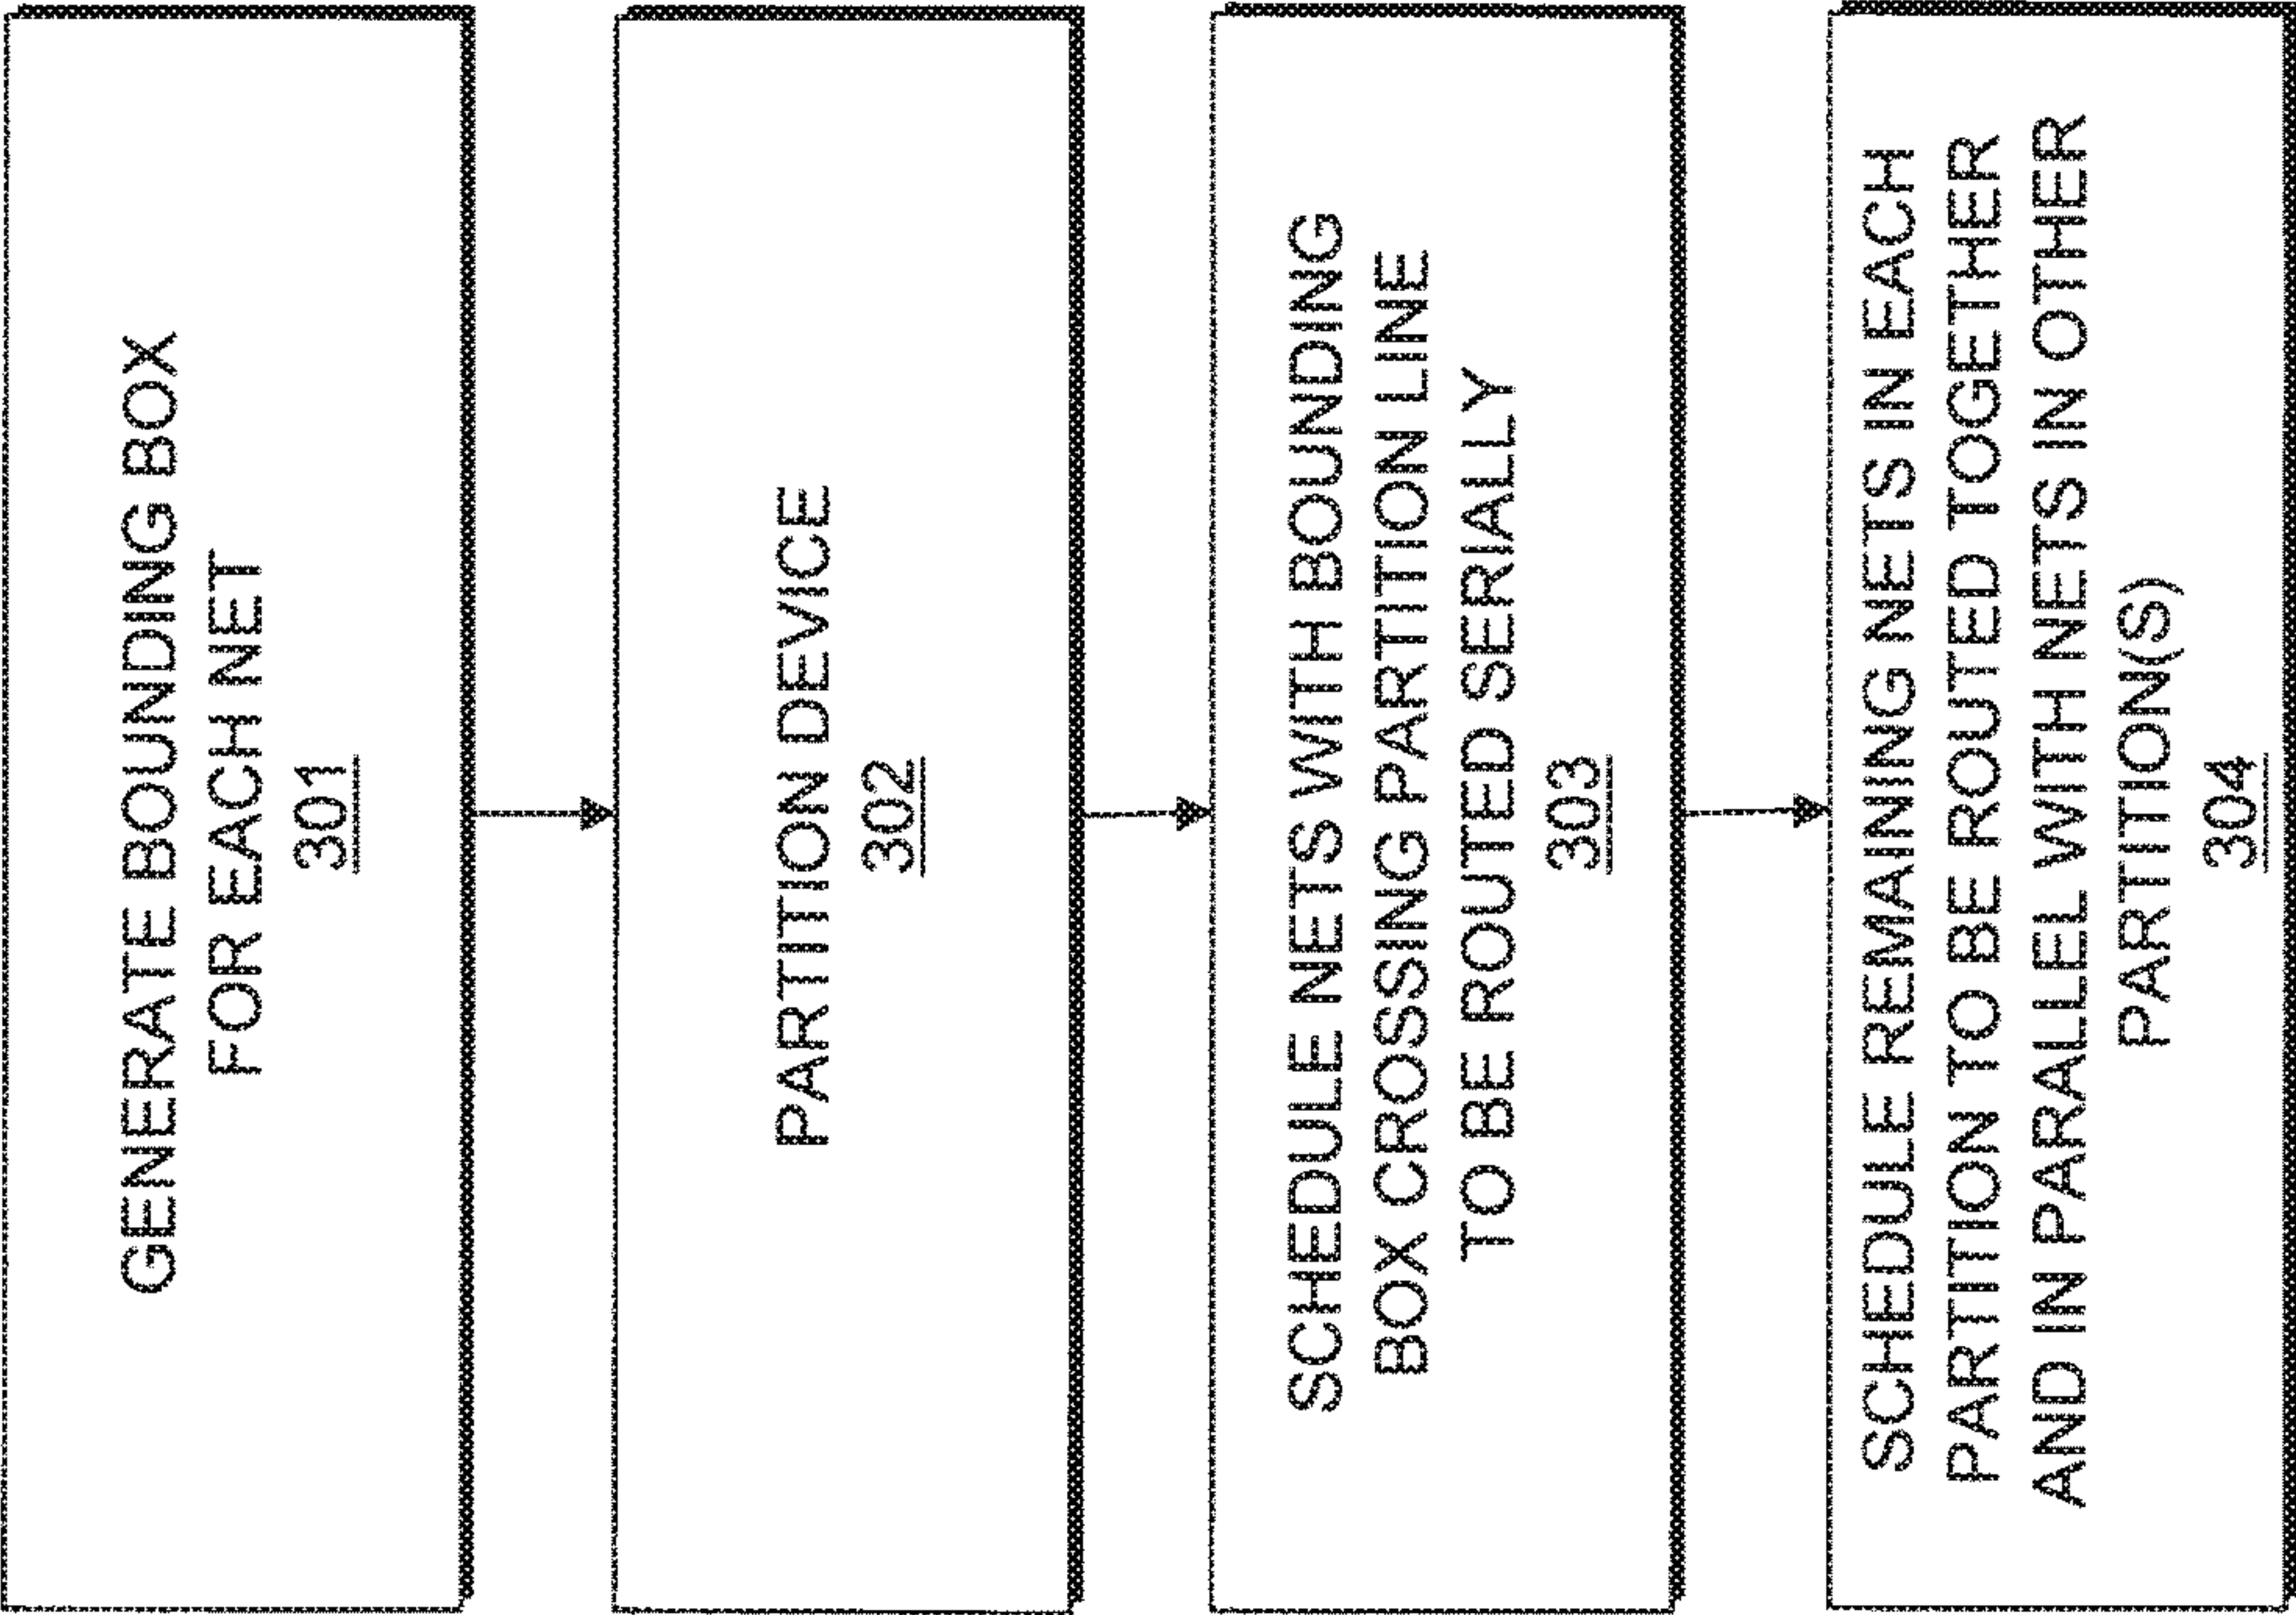 GENERATE BOUNDING BOX
FOR EACH NET
301
PARTITION DEVICE
302
SCHEDULE NETS WITH BOUNDING
BOX CROSSING PARTITION LINE
TO BE ROUTED SERIALLY
303
SCHEDULE REMAINING NETS IN EACH
PARTITION TO BE ROUTED TOGETHER
AND IN PARALLEL WITH NETS IN OTHER
PARTITION(S)
304